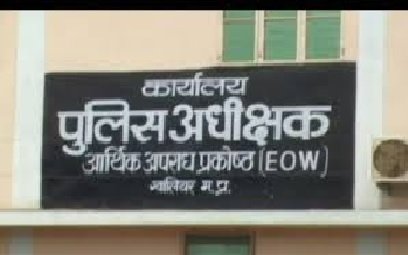 कार्यालय
पुलिस अधीक्षक
आर्थिक अपराध प्रकोष्ठ (EOW)
ग्वालियर म.प्र.